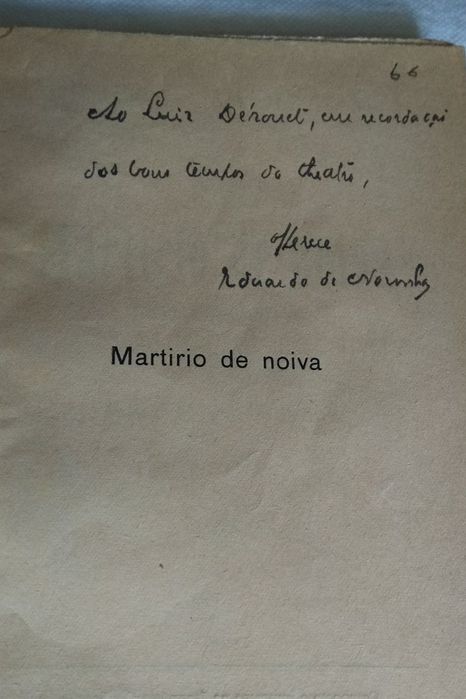 66
Ao Luiz Dérouet, em recordação
dos bons tempos do theatro,
offerece
Eduardo de Noronha
Martirio de noiva